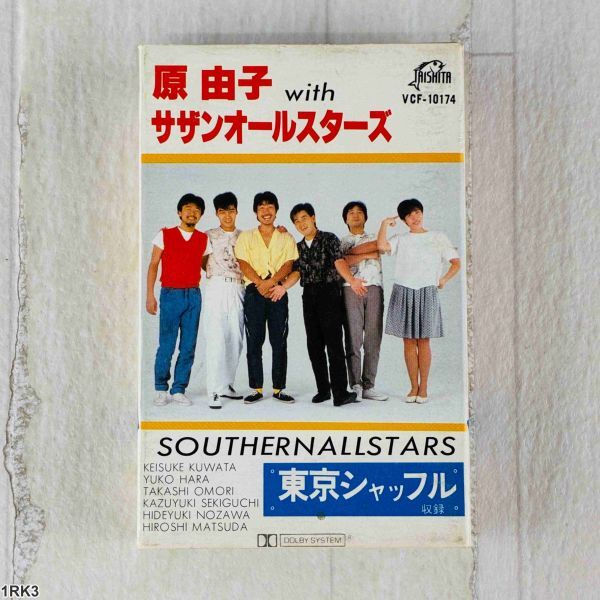 原 由子 with
サザンオールスターズ
TAISHITA
VCF-10174
SOUTHERNALLSTARS
KEISUKE KUWATA
YUKO HARA
TAKASHI OMORI
KAZUYUKI SEKIGUCHI
HIDEYUKI NOZAWA
HIROSHI MATSUDA
東京シャッフル
収録
DOLBY SYSTEM®
1RK3